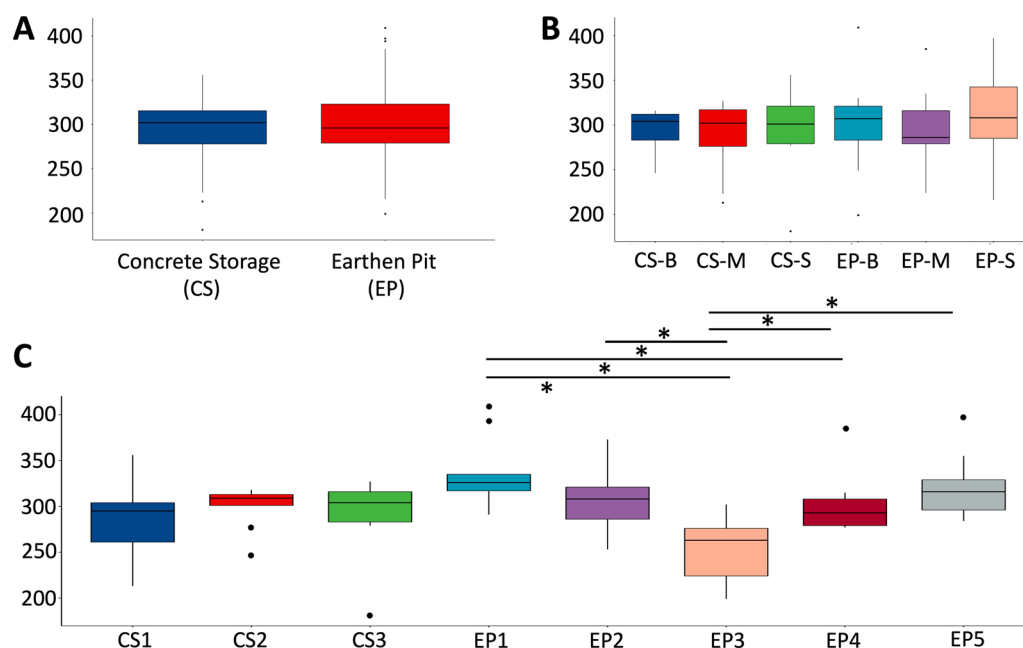 A
400
350
300
250
200
Concrete Storage
(CS)
Earthen Pit
(EP)
B
400
350
300
250
200
CS-B CS-M CS-S EP-B EP-M EP-S
C
*
*
*
*
*
*
400
350
300
250
200
CS1 CS2 CS3 EP1 EP2 EP3 EP4 EP5